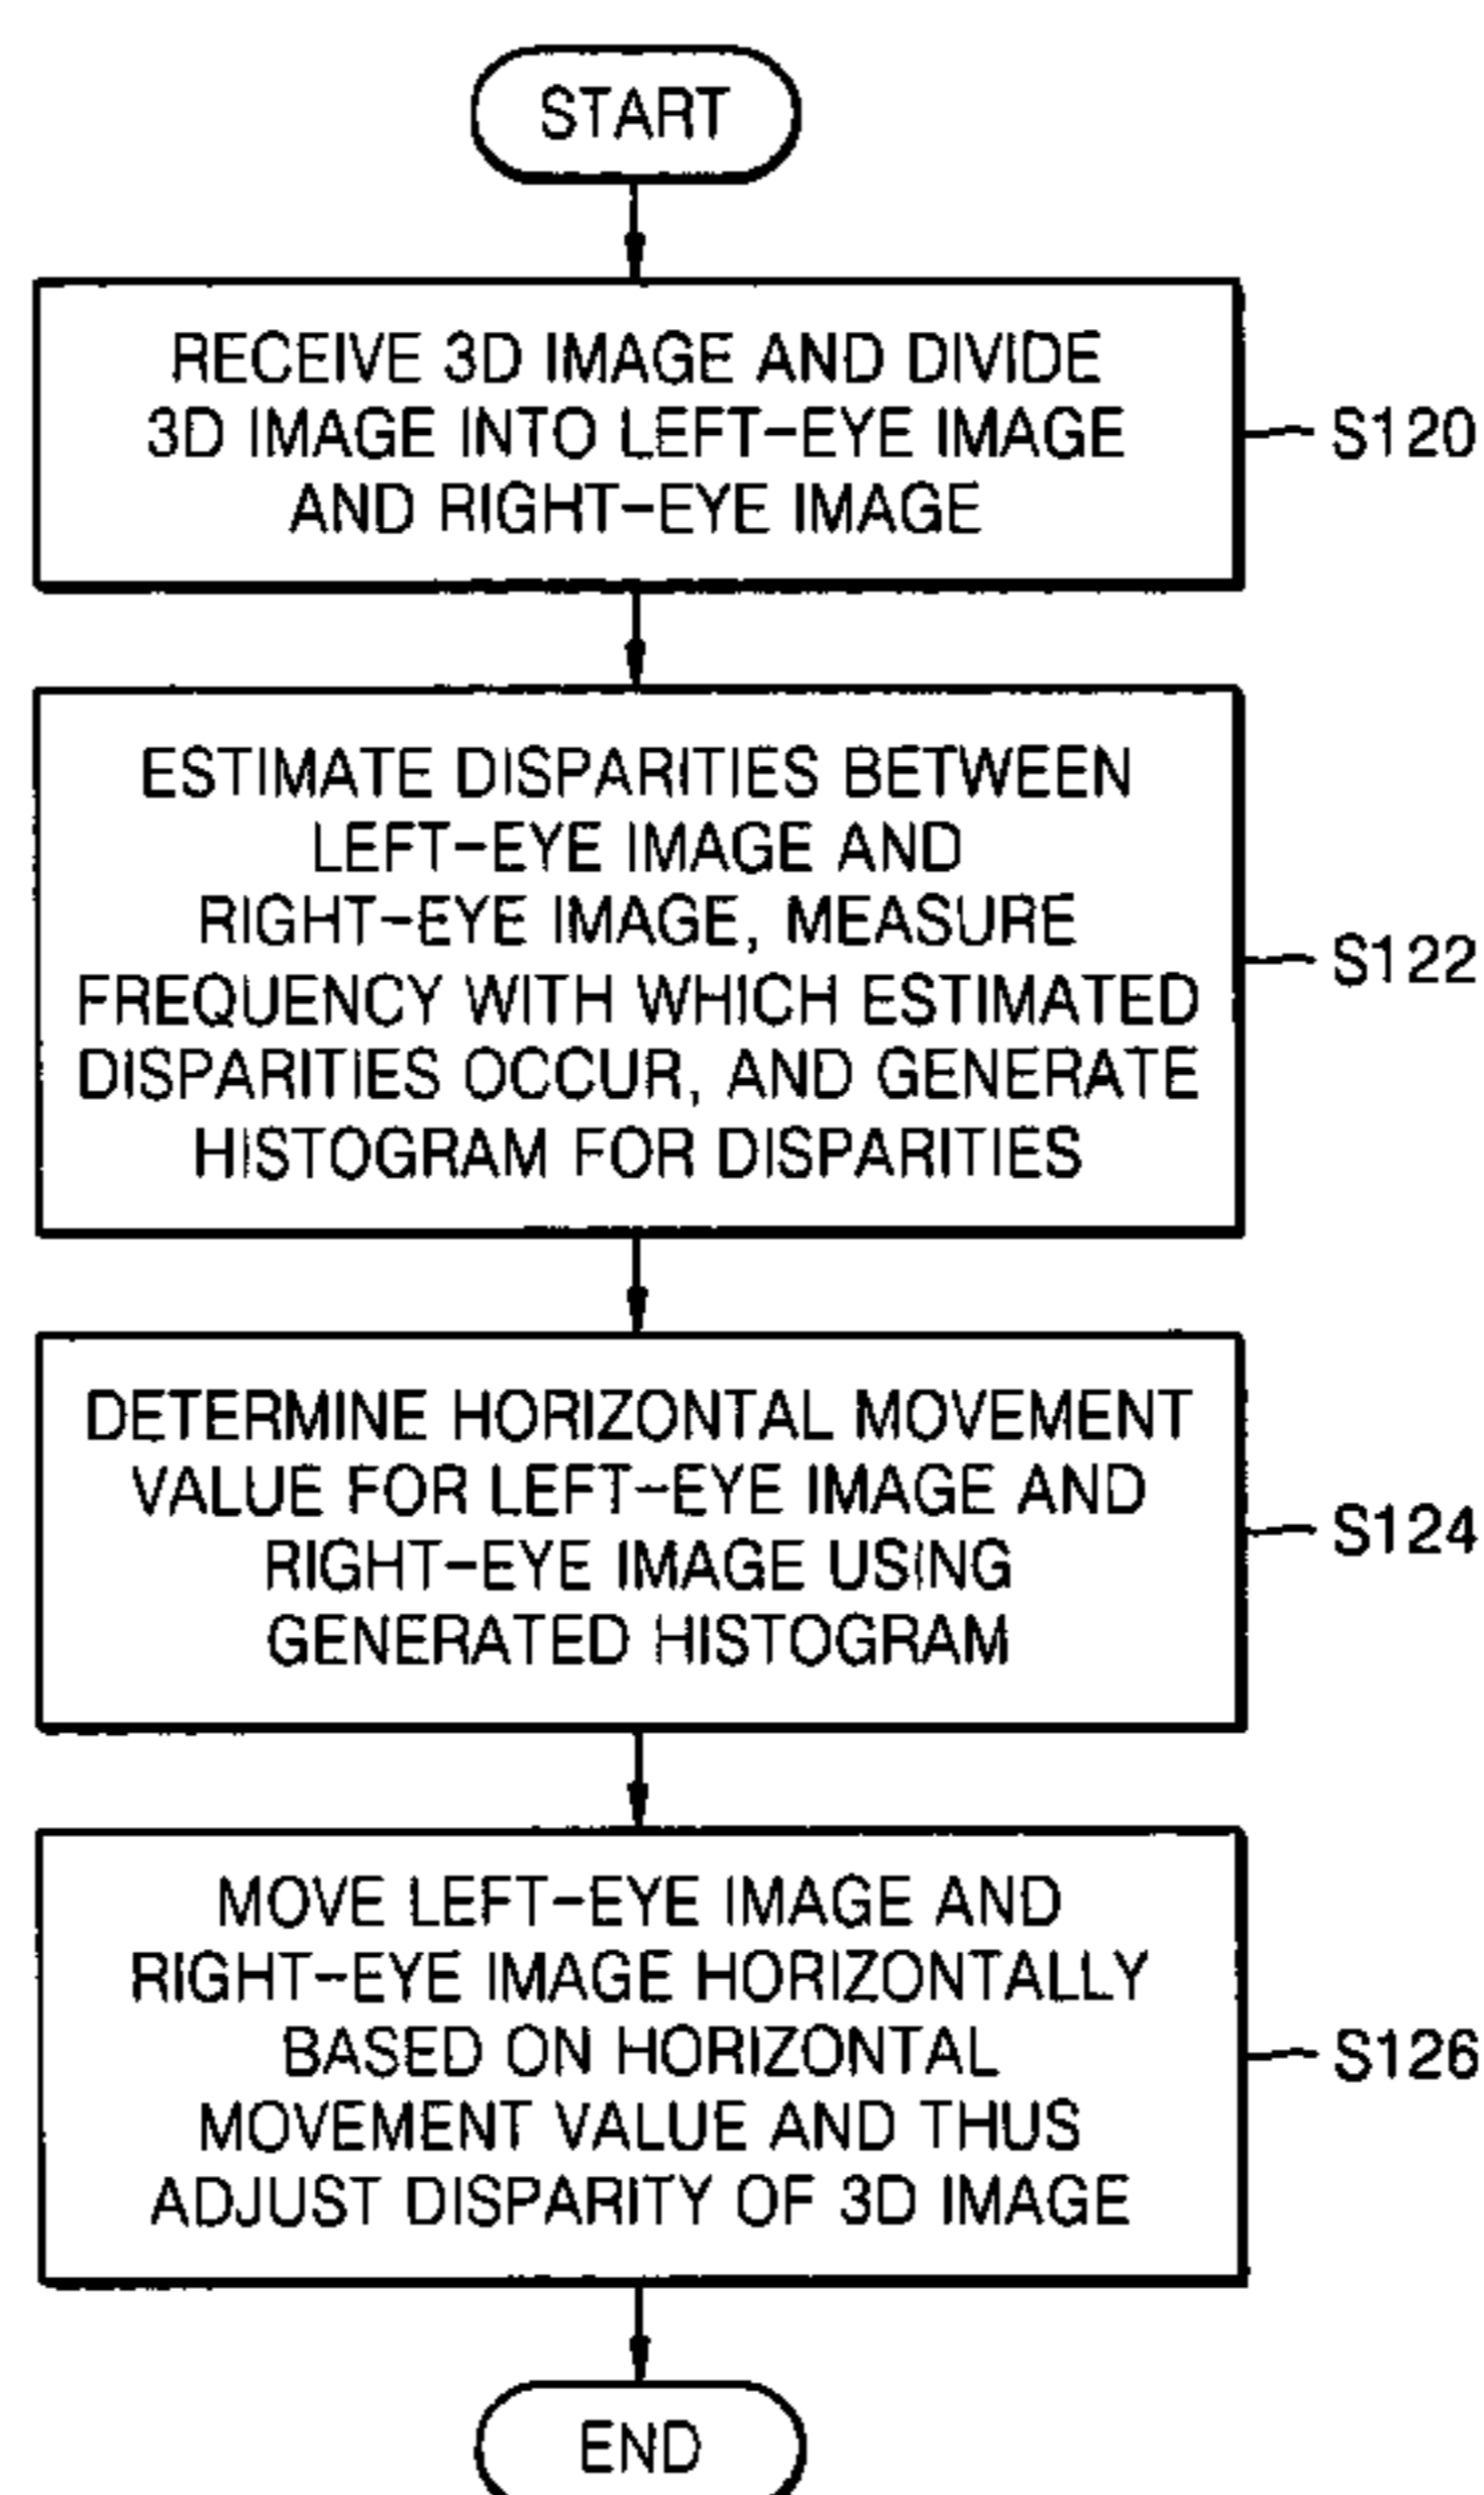 START
RECEIVE 3D IMAGE AND DIVIDE
3D IMAGE INTO LEFT-EYE IMAGE
AND RIGHT-EYE IMAGE
S120
ESTIMATE DISPARITIES BETWEEN
LEFT-EYE IMAGE AND
RIGHT-EYE IMAGE, MEASURE
FREQUENCY WITH WHICH ESTIMATED
DISPARITIES OCCUR, AND GENERATE
HISTOGRAM FOR DISPARITIES
S122
DETERMINE HORIZONTAL MOVEMENT
VALUE FOR LEFT-EYE IMAGE AND
RIGHT-EYE IMAGE USING
GENERATED HISTOGRAM
S124
MOVE LEFT-EYE IMAGE AND
RIGHT-EYE IMAGE HORIZONTALLY
BASED ON HORIZONTAL
MOVEMENT VALUE AND THUS
ADJUST DISPARITY OF 3D IMAGE
S126
END